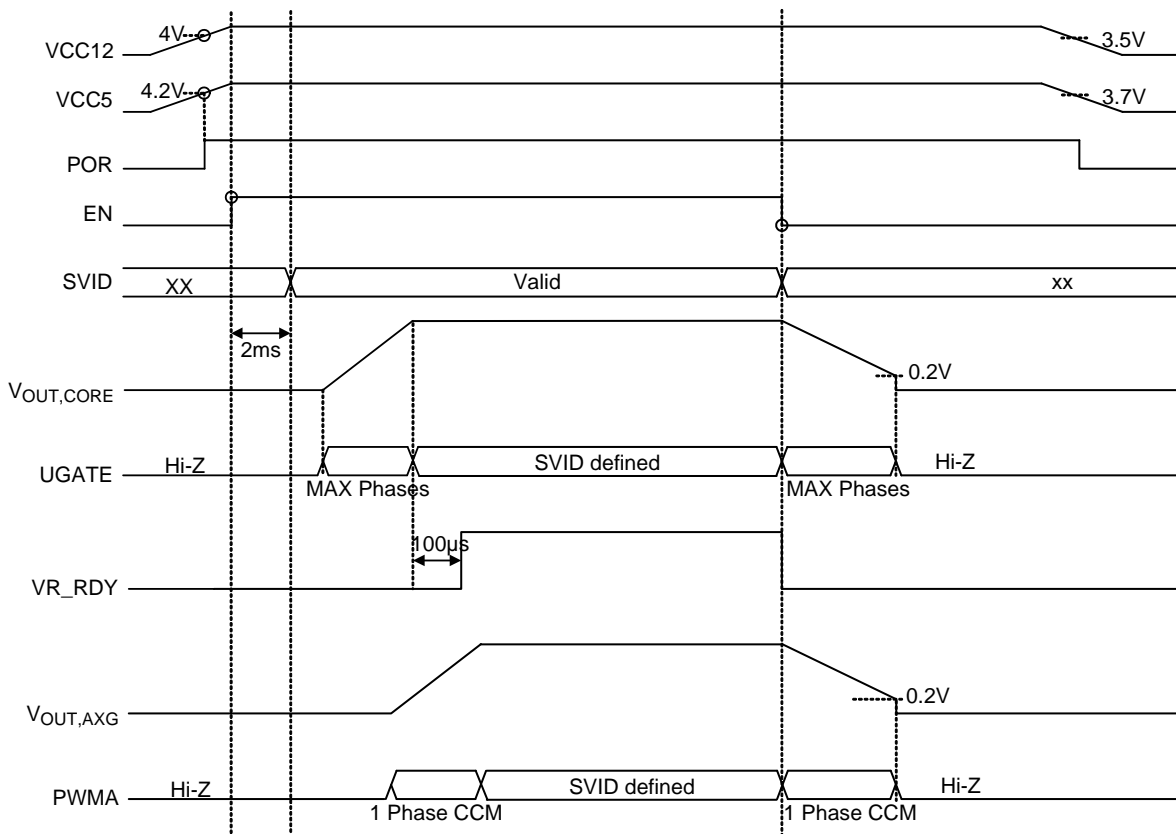 4V
VCC12
3.5V
4.2V
VCC5
3.7V
POR
EN
SVID
XX
Valid
xx
2ms
VOUT,CORE
0.2V
UGATE
Hi-Z
MAX Phases
SVID defined
MAX Phases
Hi-Z
100µs
VR_RDY
VOUT,AXG
0.2V
PWMA
Hi-Z
1 Phase CCM
SVID defined
1 Phase CCM
Hi-Z